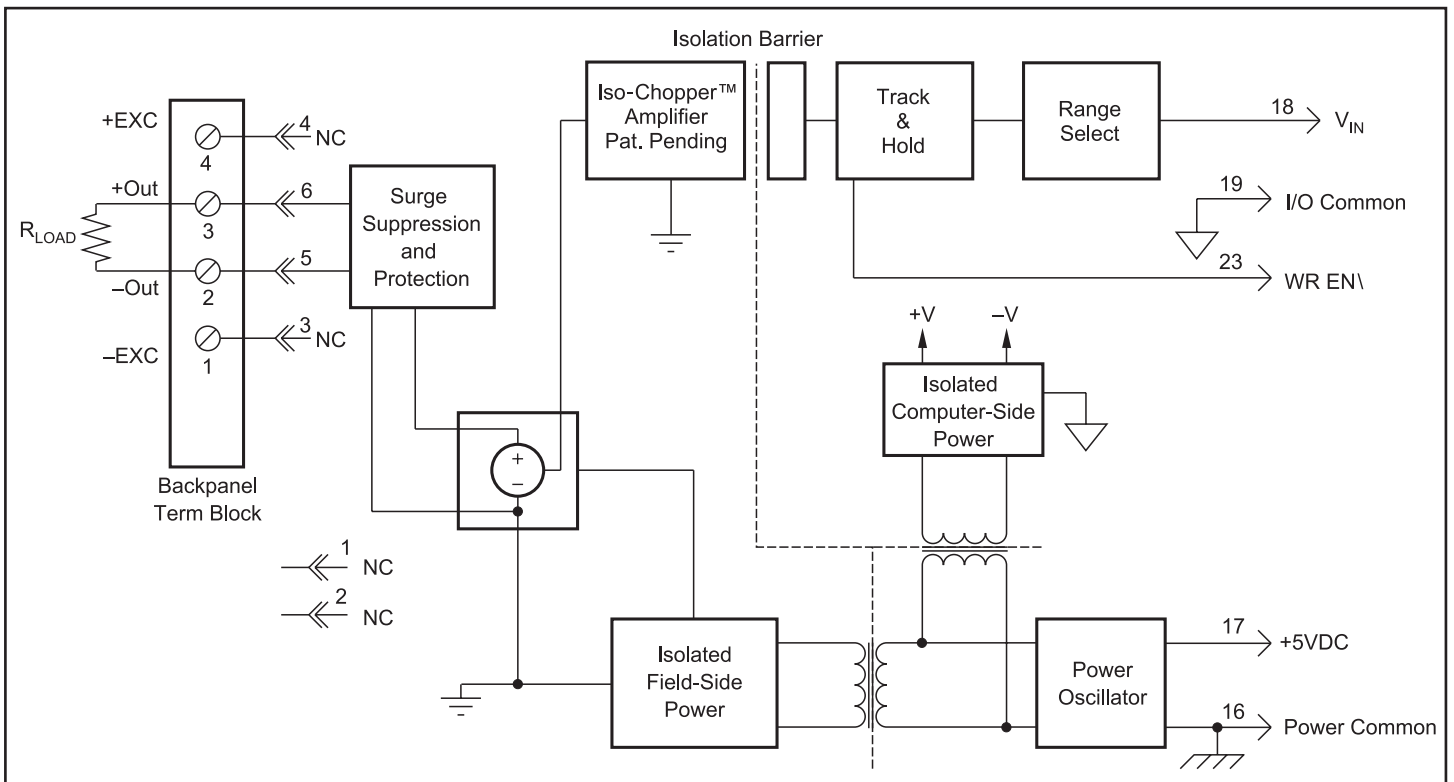 Isolation Barrier
+EXC
4
4
NC
+Out
3
6
R_LOAD
–Out
2
5
–EXC
1
3
NC
Backpanel
Term Block
Surge
Suppression
and
Protection
Iso-Chopper™
Amplifier
Pat. Pending
Track
&
Hold
Range
Select
18
V_IN
19
I/O Common
23
WR EN\
+V
–V
Isolated
Computer-Side
Power
+
–
1
NC
2
NC
Isolated
Field-Side
Power
Power
Oscillator
17
+5VDC
16
Power Common